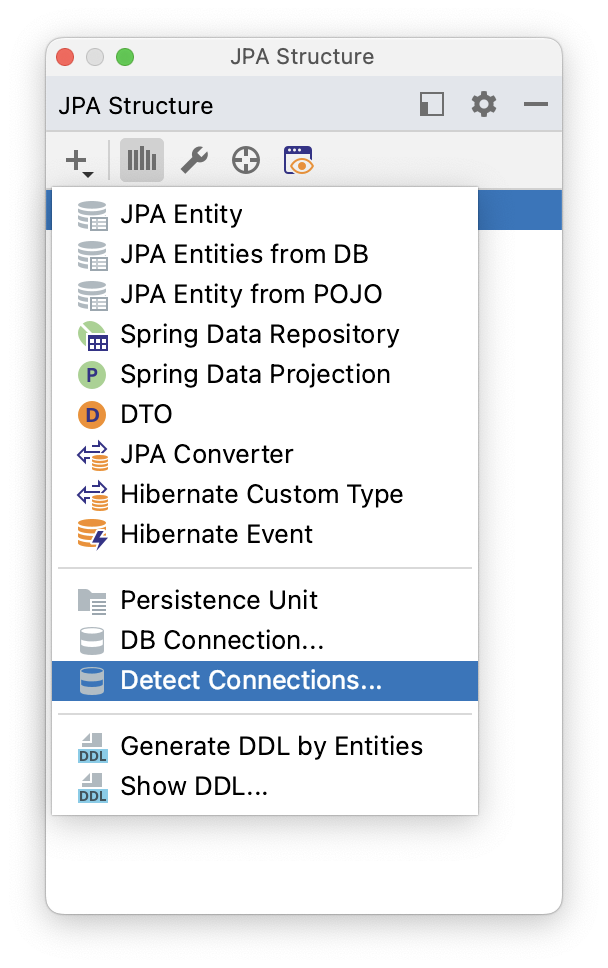 JPA Structure
JPA Structure
JPA Entity
JPA Entities from DB
JPA Entity from POJO
Spring Data Repository
P Spring Data Projection
D DTO
JPA Converter
Hibernate Custom Type
Hibernate Event
Persistence Unit
DB Connection...
Detect Connections...
DDL Generate DDL by Entities
DDL Show DDL...